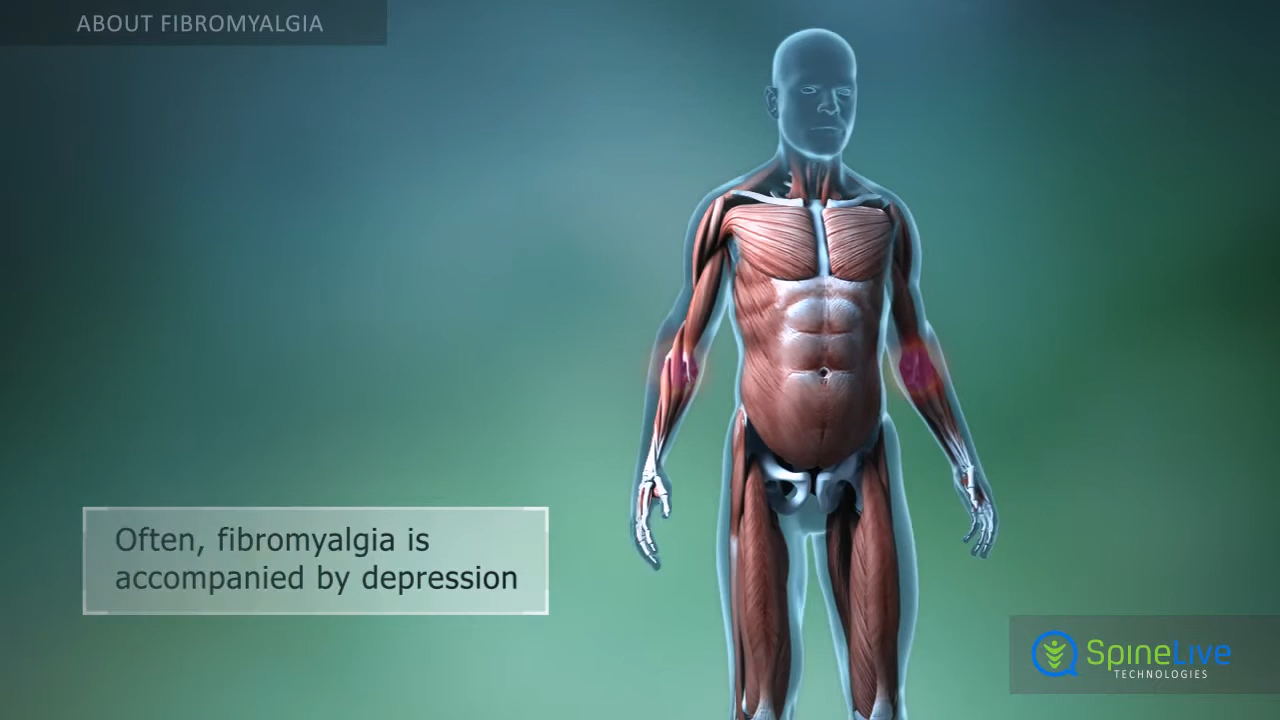 ABOUT FIBROMYALGIA
Often, fibromyalgia is
accompanied by depression
SpineLive
TECHNOLOGIES